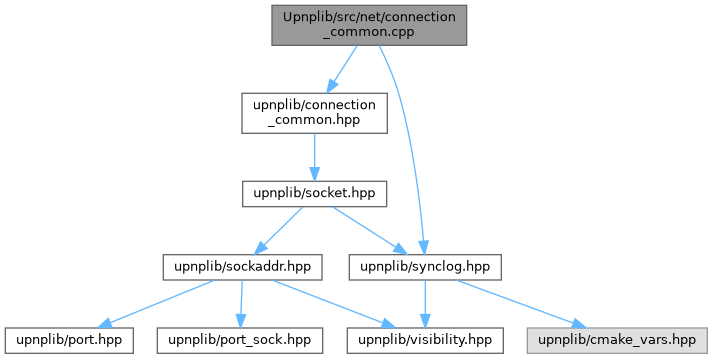 Upnplib/src/net/connection
_common.cpp
upnplib/connection
_common.hpp
upnplib/socket.hpp
upnplib/sockaddr.hpp
upnplib/synclog.hpp
upnplib/port.hpp
upnplib/port_sock.hpp
upnplib/visibility.hpp
upnplib/cmake_vars.hpp